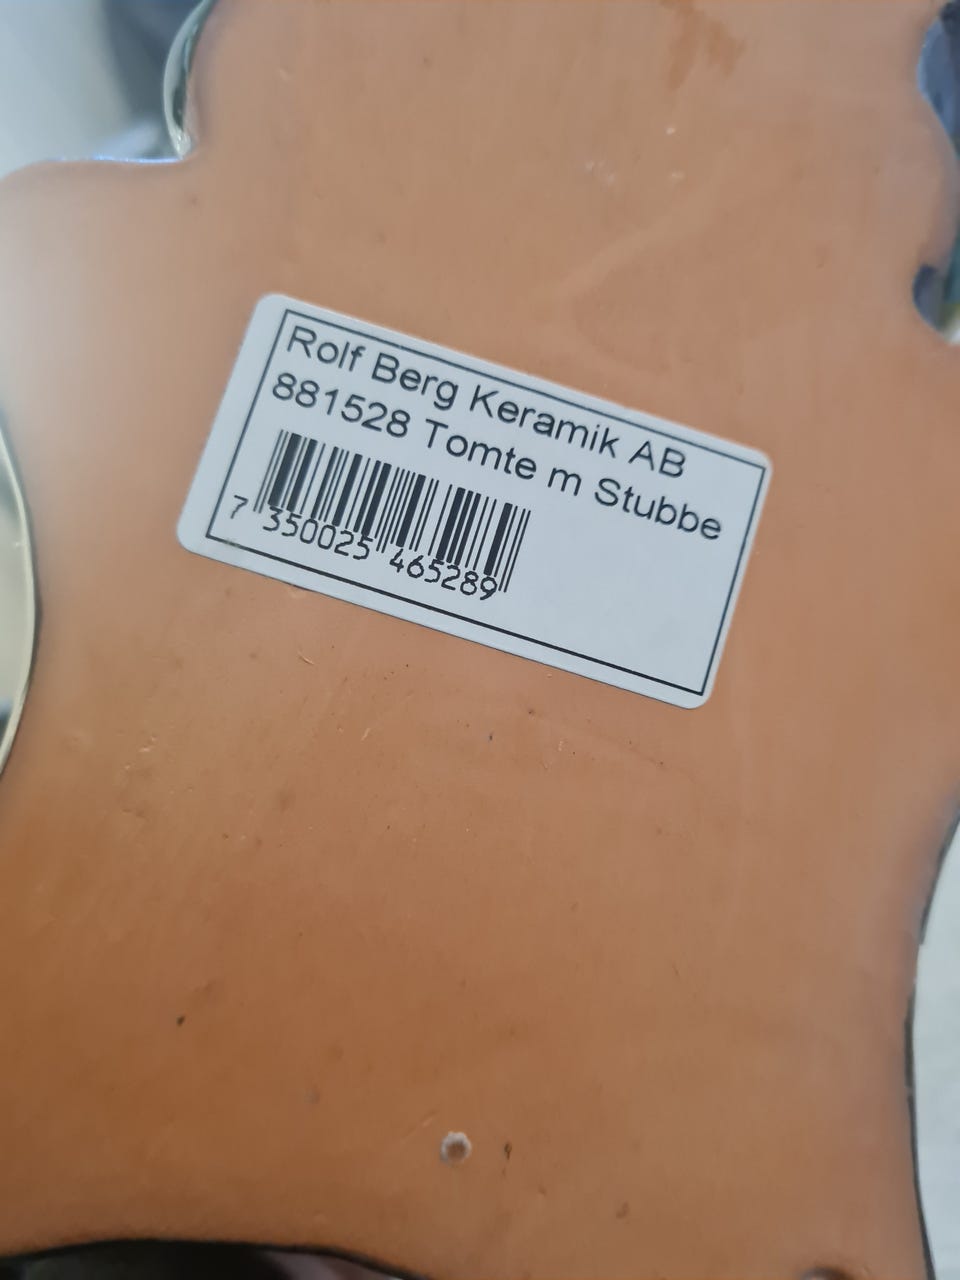 Rolf Berg Keramik AB
881528 Tomte m Stubbe
7 350025 465289